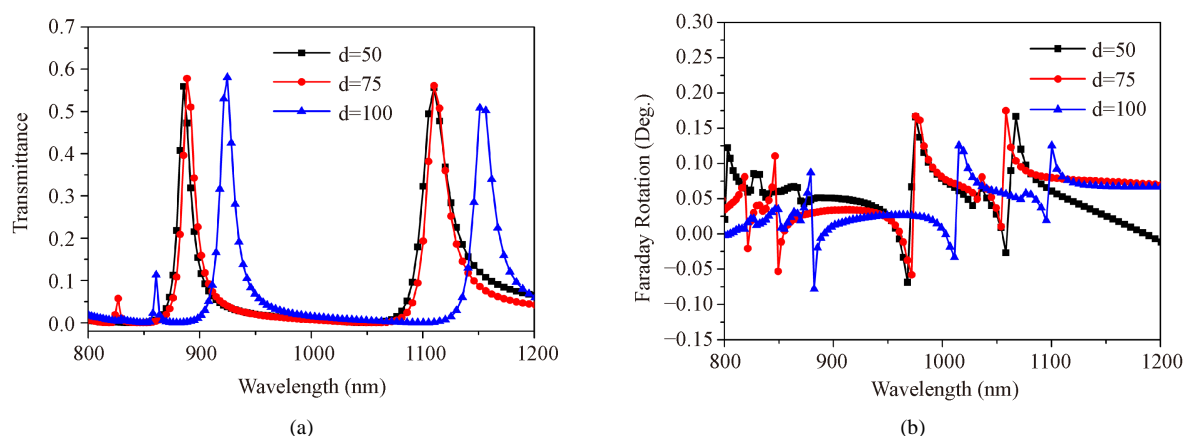 0.7
0.6
0.5
0.4
0.3
0.2
0.1
0.0
Transmittance
d=50
d=75
d=100
800
900
1000
1100
1200
Wavelength (nm)
(a)
0.30
0.25
0.20
0.15
0.10
0.05
0.00
−0.05
−0.10
−0.15
Faraday Rotation (Deg.)
d=50
d=75
d=100
800
900
1000
1100
1200
Wavelength (nm)
(b)